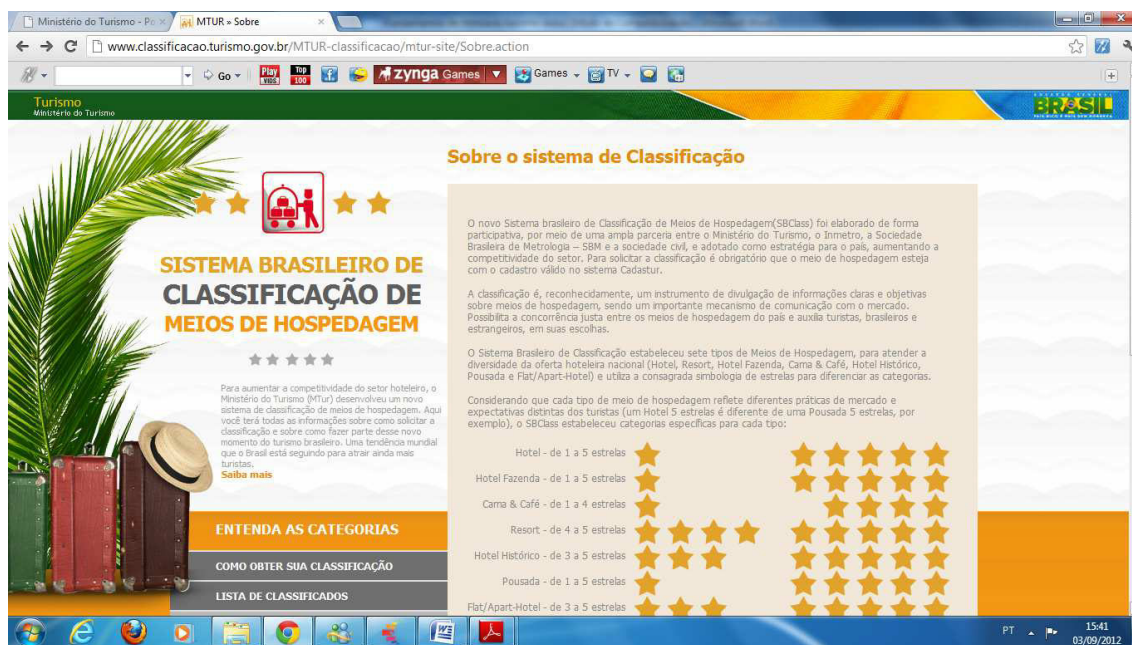 Ministério do Turismo - Po
MTUR » Sobre
www.classificacao.turismo.gov.br/MTUR-classificacao/mtur-site/Sobre.action
Go
Play
VIDS
Top
100
zynga Games
Games
TV
Turismo
Ministério do Turismo
BRASIL
Sobre o sistema de Classificação
SISTEMA BRASILEIRO DE
CLASSIFICAÇÃO DE
MEIOS DE HOSPEDAGEM
Para aumentar a competitividade do setor hoteleiro, o
Ministério do Turismo (MTur) desenvolveu um novo
sistema de classificação de meios de hospedagem. Aqui
você terá todas as informações sobre como solicitar a
classificação e sobre como fazer parte desse novo
momento do turismo brasileiro. Uma tendência mundial
que o Brasil está seguindo para atrair ainda mais
turistas.
Saiba mais
ENTENDA AS CATEGORIAS
COMO OBTER SUA CLASSIFICAÇÃO
LISTA DE CLASSIFICADOS
O novo Sistema brasileiro de Classificação de Meios de Hospedagem(SBClass) foi elaborado de forma
participativa, por meio de uma ampla parceria entre o Ministério do Turismo, o Inmetro, a Sociedade
Brasileira de Metrologia – SBM e a sociedade civil, e adotado como estratégia para o país, aumentando a
competitividade do setor. Para solicitar a classificação é obrigatório que o meio de hospedagem esteja
com o cadastro válido no sistema Cadastur.
A classificação é, reconhecidamente, um instrumento de divulgação de informações claras e objetivas
sobre meios de hospedagem, sendo um importante mecanismo de comunicação com o mercado.
Possibilita a concorrência justa entre os meios de hospedagem do país e auxilia turistas, brasileiros e
estrangeiros, em suas escolhas.
O Sistema Brasileiro de Classificação estabeleceu sete tipos de Meios de Hospedagem, para atender a
diversidade da oferta hoteleira nacional (Hotel, Resort, Hotel Fazenda, Cama & Café, Hotel Histórico,
Pousada e Flat/Apart-Hotel) e utiliza a consagrada simbologia de estrelas para diferenciar as categorias.
Considerando que cada tipo de meio de hospedagem reflete diferentes práticas de mercado e
expectativas distintas dos turistas (um Hotel 5 estrelas é diferente de uma Pousada 5 estrelas, por
exemplo), o SBClass estabeleceu categorias específicas para cada tipo:
Hotel - de 1 a 5 estrelas
Hotel Fazenda - de 1 a 5 estrelas
Cama & Café - de 1 a 4 estrelas
Resort - de 4 a 5 estrelas
Hotel Histórico - de 3 a 5 estrelas
Pousada - de 1 a 5 estrelas
Flat/Apart-Hotel - de 3 a 5 estrelas
PT
15:41
03/09/2012